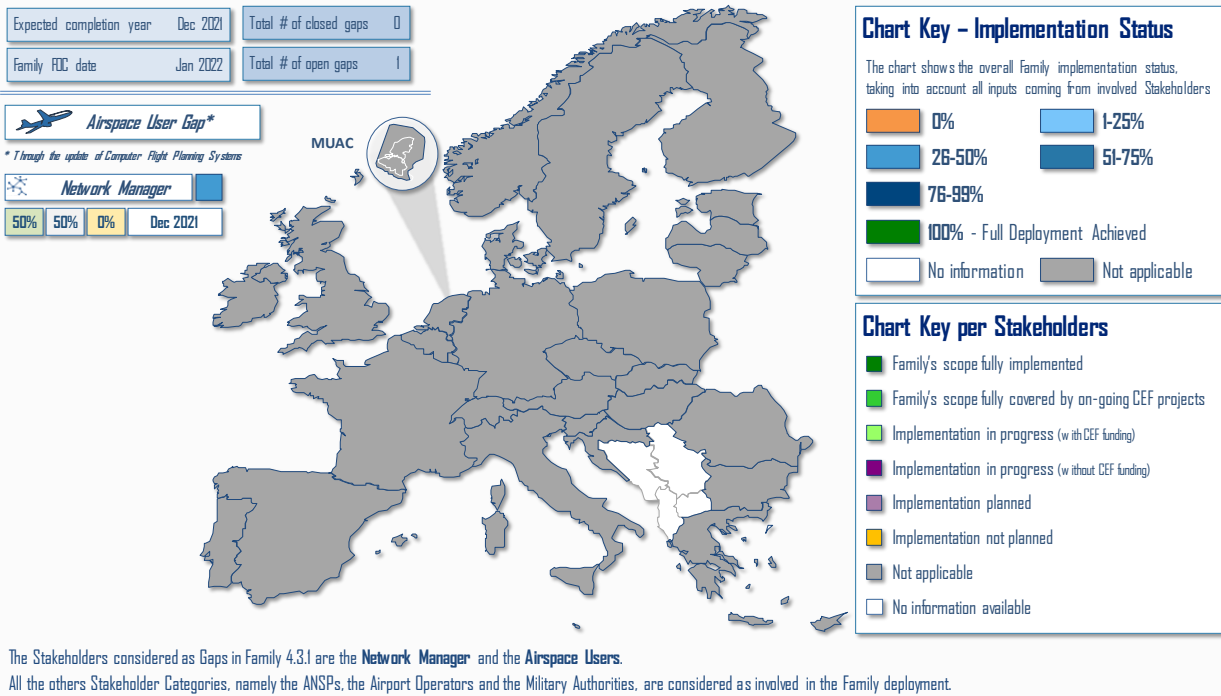 Expected completion year Dec 2021
Family FOC date Jan 2022
Total # of closed gaps 0
Total # of open gaps 1
Airspace User Gap*
* Through the update of Computer Flight Planning Systems
Network Manager
50% 50% 0% Dec 2021
MUAC
Chart Key – Implementation Status
The chart shows the overall Family implementation status,
taking into account all inputs coming from involved Stakeholders
0% 1-25%
26-50% 51-75%
76-99%
100% - Full Deployment Achieved
No information Not applicable
Chart Key per Stakeholders
Family's scope fully implemented
Family's scope fully covered by on-going CEF projects
Implementation in progress (with CEF funding)
Implementation in progress (without CEF funding)
Implementation planned
Implementation not planned
Not applicable
No information available
The Stakeholders considered as Gaps in Family 4.3.1 are the Network Manager and the Airspace Users.
All the others Stakeholder Categories, namely the ANSPs, the Airport Operators and the Military Authorities, are considered as involved in the Family deployment.